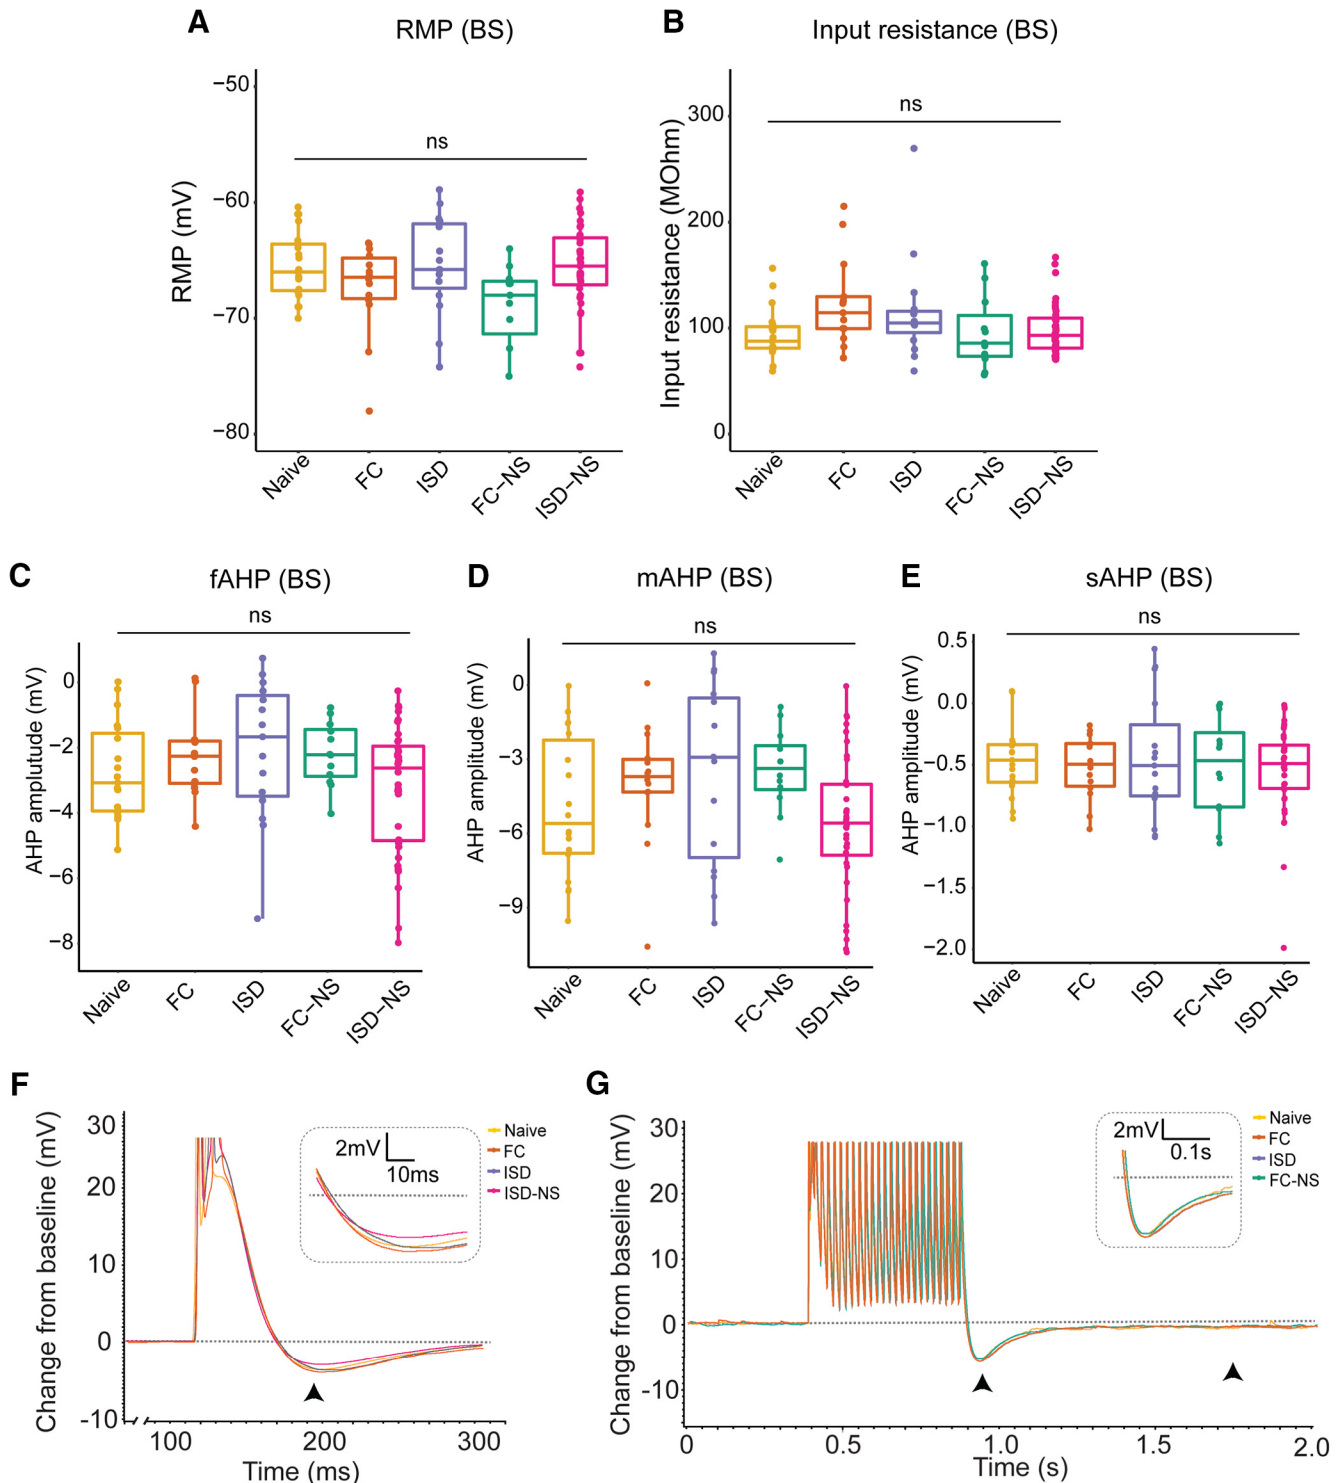 A
RMP (BS)
RMP (mV)
−50
−60
−70
−80
ns
Naive
FC
ISD
FC−NS
ISD−NS
B
Input resistance (BS)
Input resistance (MOhm)
300
200
100
0
ns
Naive
FC
ISD
FC−NS
ISD−NS
C
fAHP (BS)
ns
AHP amplutude (mV)
0
−2
−4
−6
−8
Naive
FC
ISD
FC−NS
ISD−NS
D
mAHP (BS)
ns
AHP amplitude (mV)
0
−3
−6
−9
Naive
FC
ISD
FC−NS
ISD−NS
E
sAHP (BS)
ns
AHP amplitude (mV)
0.5
0.0
−0.5
−1.0
−1.5
−2.0
Naive
FC
ISD
FC−NS
ISD−NS
F
Change from baseline (mV)
30
20
10
0
-10
100
200
300
Time (ms)
2mV
10ms
Naive
FC
ISD
ISD-NS
G
Change from baseline (mV)
30
20
10
0
-10
0
0.5
1.0
1.5
2.0
Time (s)
2mV
0.1s
Naive
FC
ISD
FC-NS